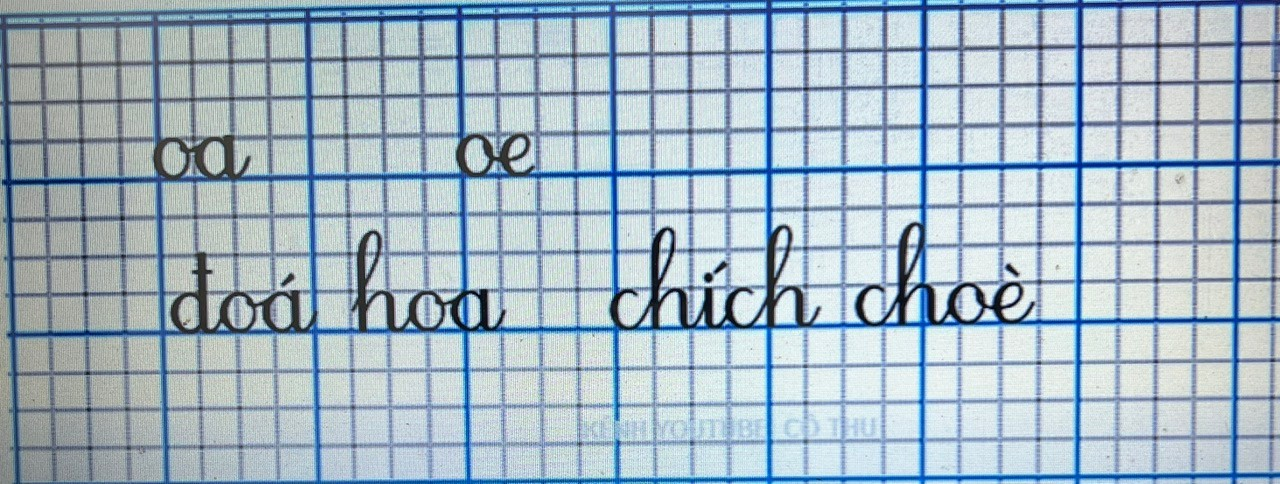 oa oe
đoá hoa chích choè
KÊNH YOUTUBE: CÔ THU